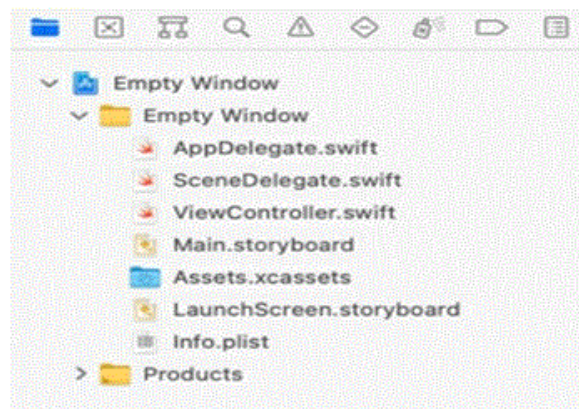 Empty Window
Empty Window
AppDelegate.swift
SceneDelegate.swift
ViewController.swift
Main.storyboard
Assets.xcassets
LaunchScreen.storyboard
Info.plist
Products